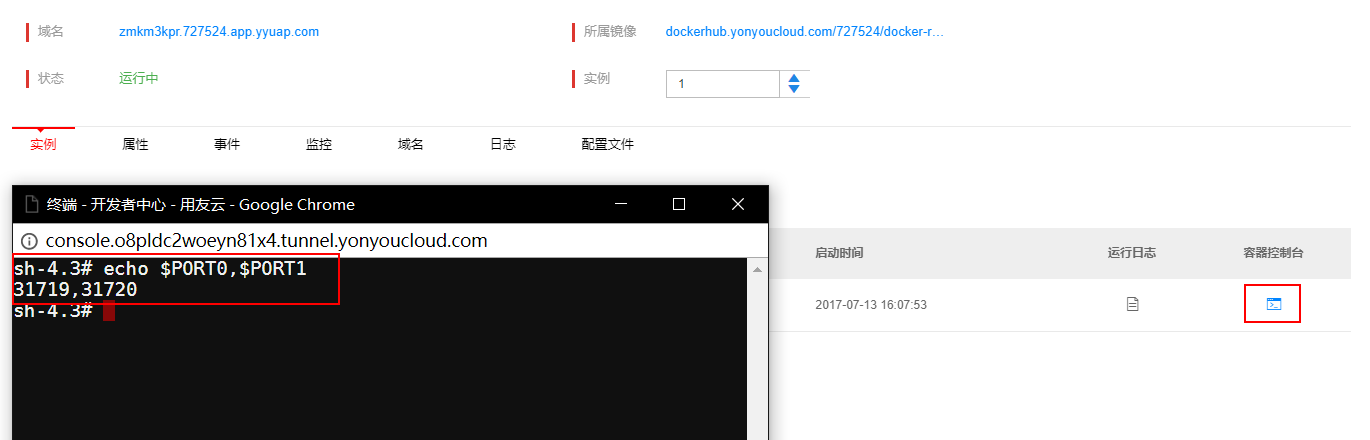 域名 zmkm3kpr.727524.app.yyuap.com 所属镜像 dockerhub.yonyoucloud.com/727524/docker-r...
状态 运行中 实例 1
实例 属性 事件 监控 域名 日志 配置文件
终端 - 开发者中心 - 用友云 - Google Chrome
console.o8pldc2woeyn81x4.tunnel.yonyoucloud.com
sh-4.3# echo $PORT0,$PORT1
31719,31720
sh-4.3#
启动时间 运行日志 容器控制台
2017-07-13 16:07:53